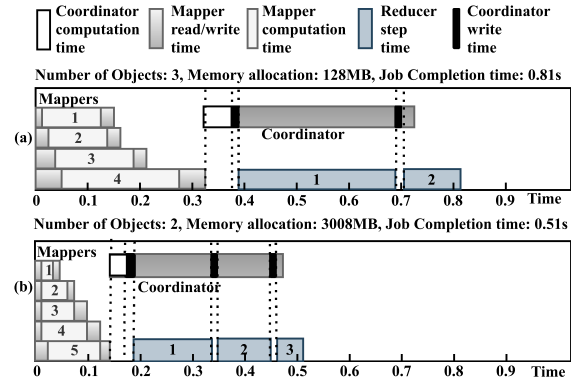 Coordinator computation time
Mapper read/write time
Mapper computation time
Reducer step time
Coordinator write time
Number of Objects: 3, Memory allocation: 128MB, Job Completion time: 0.81s
Mappers
1
2
3
4
Coordinator
1
2
(a)
0 0.1 0.2 0.3 0.4 0.5 0.6 0.7 0.8 0.9 Time
Number of Objects: 2, Memory allocation: 3008MB, Job Completion time: 0.51s
Mappers
1
2
3
4
5
Coordinator
1
2
3
(b)
0 0.1 0.2 0.3 0.4 0.5 0.6 0.7 0.8 0.9 Time